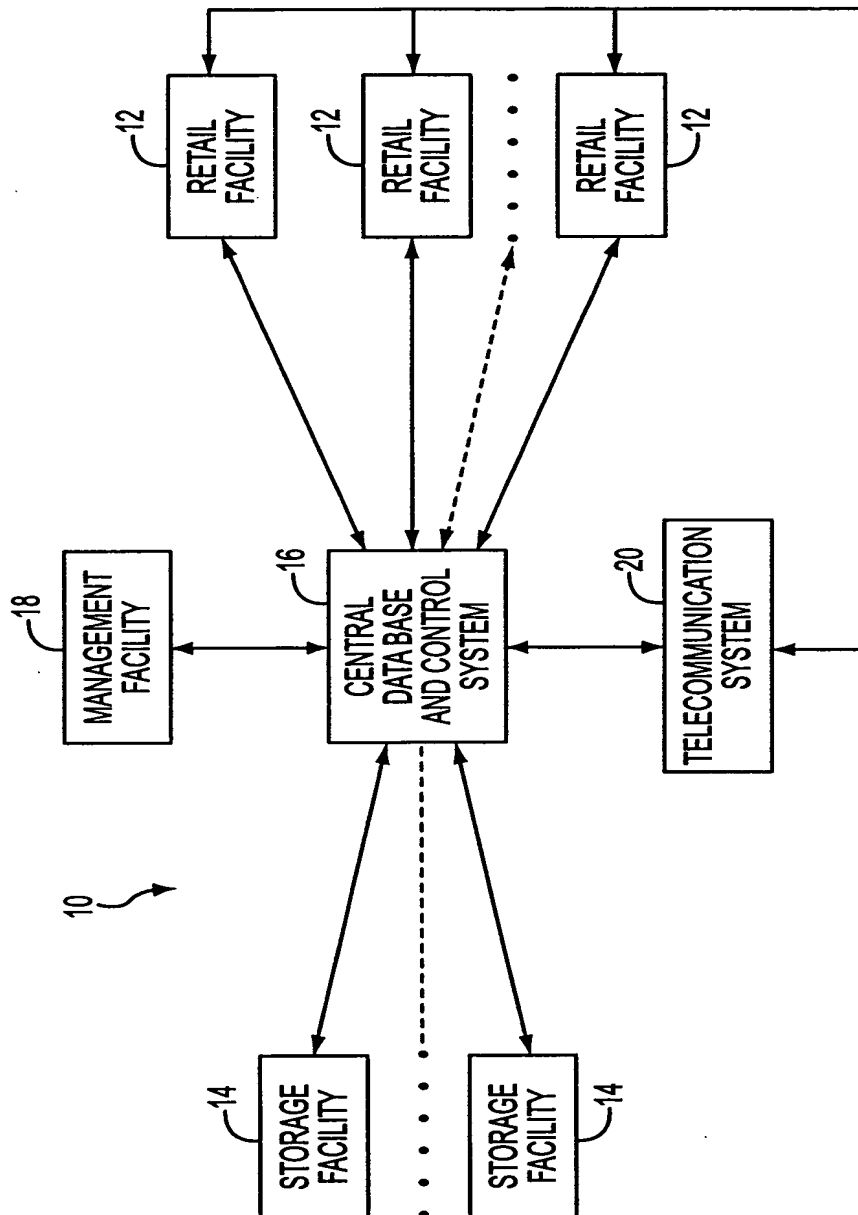 10
18
MANAGEMENT
FACILITY
14
STORAGE
FACILITY
STORAGE
FACILITY
14
16
CENTRAL
DATA BASE
AND CONTROL
SYSTEM
12
RETAIL
FACILITY
12
RETAIL
FACILITY
RETAIL
FACILITY
12
20
TELECOMMUNICATION
SYSTEM